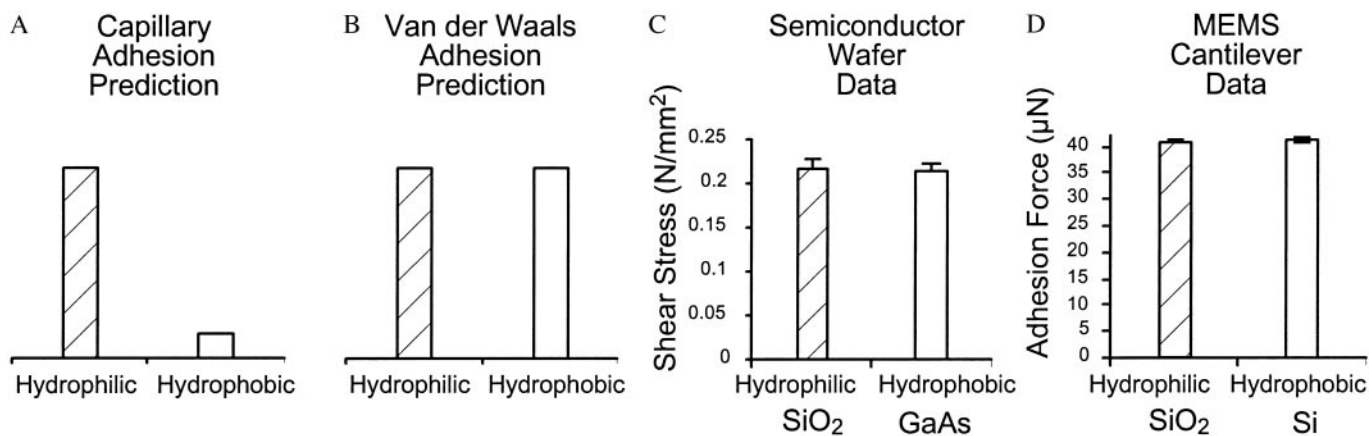 A
Capillary
Adhesion
Prediction
Hydrophilic
Hydrophobic
B
Van der Waals
Adhesion
Prediction
Hydrophilic
Hydrophobic
C
Semiconductor
Wafer
Data
Shear Stress (N/mm²)
0.25
0.2
0.15
0.1
0.05
0
Hydrophilic
Hydrophobic
SiO₂
GaAs
D
MEMS
Cantilever
Data
Adhesion Force (μN)
40
35
30
25
20
15
10
5
0
Hydrophilic
Hydrophobic
SiO₂
Si